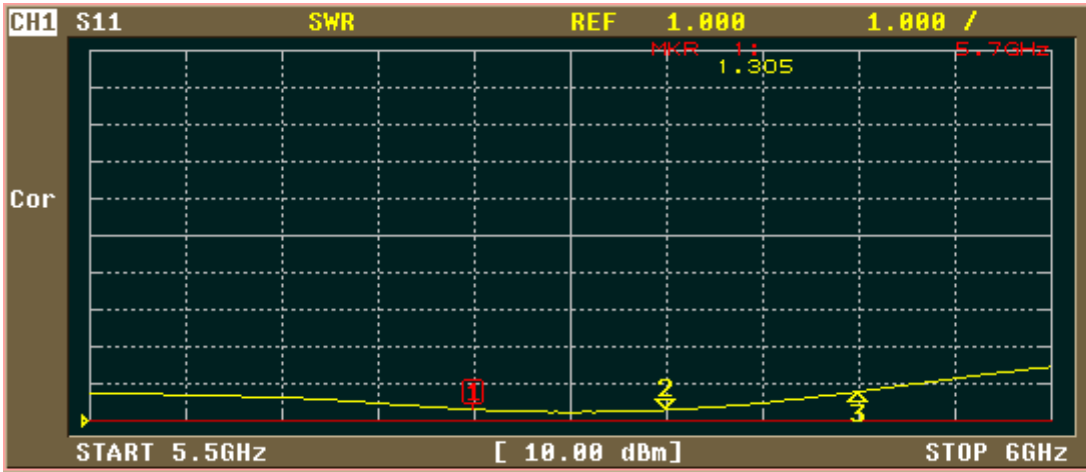 CH1 S11 SWR REF 1.000 1.000 /
MKR 1: 5.7GHz
1.305
Cor
1 2 3
START 5.5GHz [ 10.00 dBm] STOP 6GHz